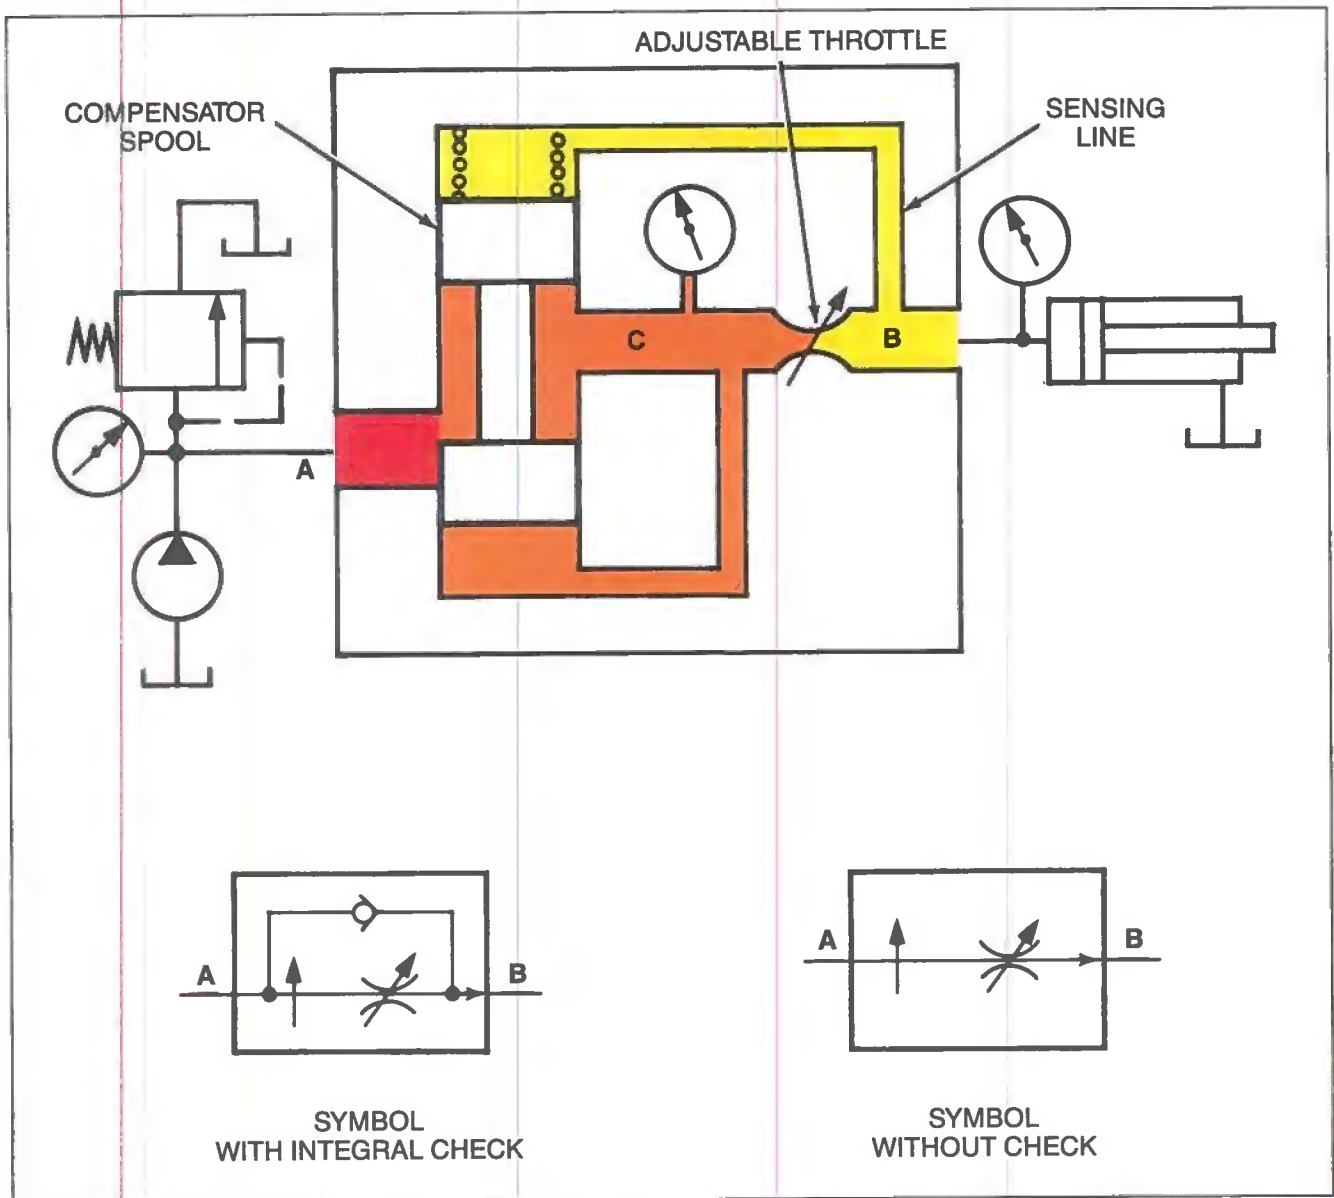 ADJUSTABLE THROTTLE
COMPENSATOR
SPOOL
SENSING
LINE
C
B
A
A
B
A
B
SYMBOL
WITH INTEGRAL CHECK
SYMBOL
WITHOUT CHECK